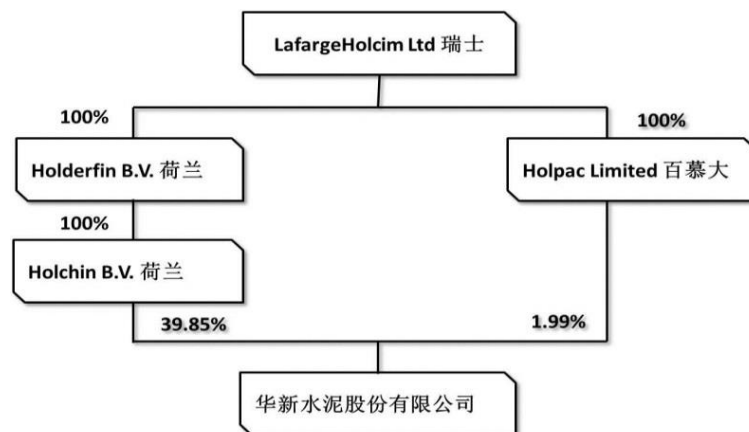 LafargeHolcim Ltd 瑞士
100%
100%
Holderfin B.V. 荷兰
Holpac Limited 百慕大
100%
Holchin B.V. 荷兰
39.85%
1.99%
华新水泥股份有限公司